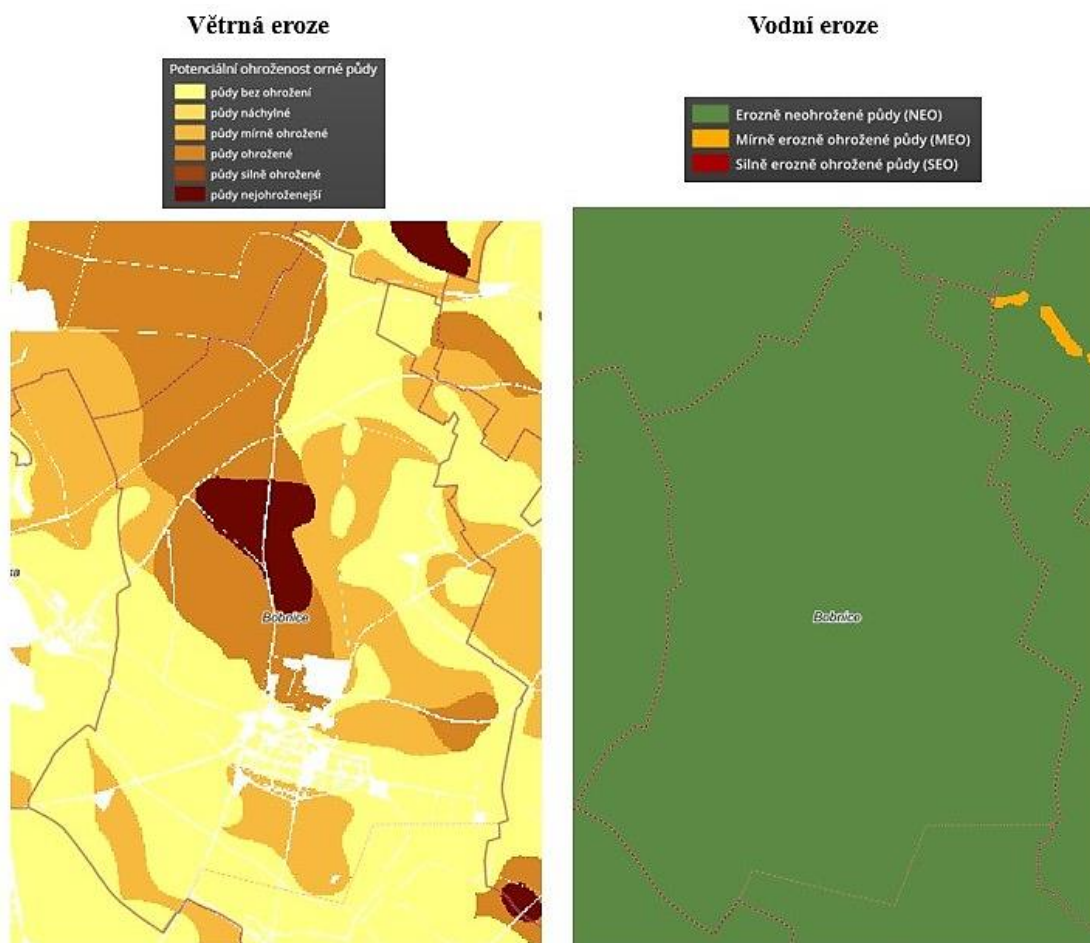 Větrná eroze
Potenciální ohroženost orné půdy
půdy bez ohrožení
půdy náchylné
půdy mírně ohrožené
půdy ohrožené
půdy silně ohrožené
půdy nejohroženejší
Bobnice
Vodní eroze
Erozně neohrožené půdy (NEO)
Mírně erozně ohrožené půdy (MEO)
Silně erozně ohrožené půdy (SEO)
Bobnice